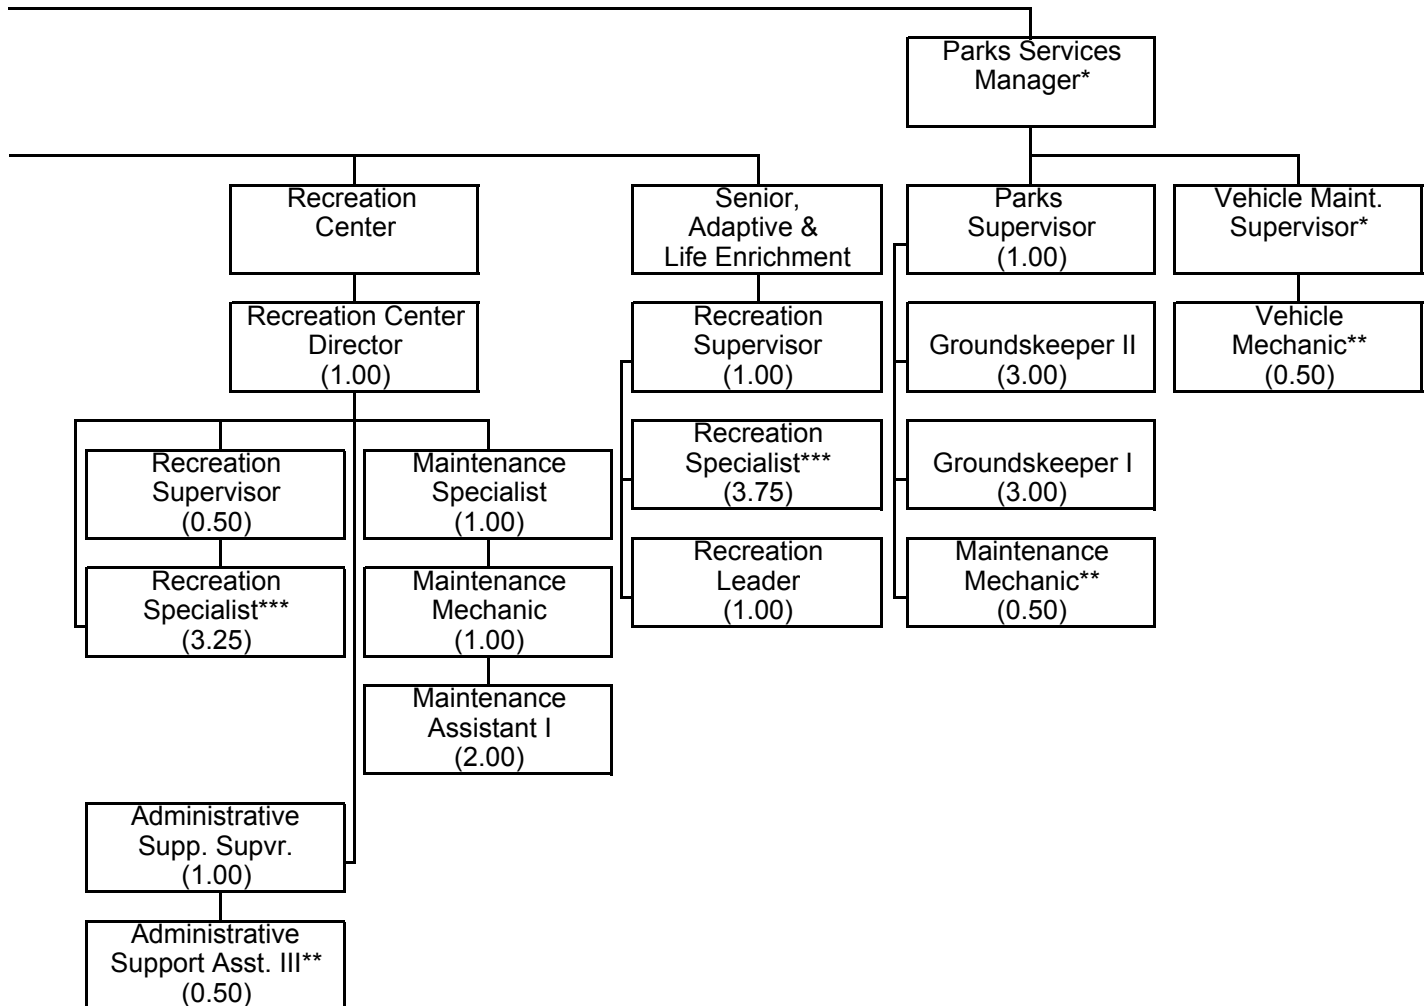 Parks Services
Manager*
Recreation
Center
Senior,
Adaptive &
Life Enrichment
Parks
Supervisor
(1.00)
Vehicle Maint.
Supervisor*
Recreation Center
Director
(1.00)
Recreation
Supervisor
(1.00)
Groundskeeper II
(3.00)
Vehicle
Mechanic**
(0.50)
Recreation
Supervisor
(0.50)
Maintenance
Specialist
(1.00)
Recreation
Specialist***
(3.75)
Groundskeeper I
(3.00)
Recreation
Specialist***
(3.25)
Maintenance
Mechanic
(1.00)
Recreation
Leader
(1.00)
Maintenance
Mechanic**
(0.50)
Maintenance
Assistant I
(2.00)
Administrative
Supp. Supvr.
(1.00)
Administrative
Support Asst. III**
(0.50)